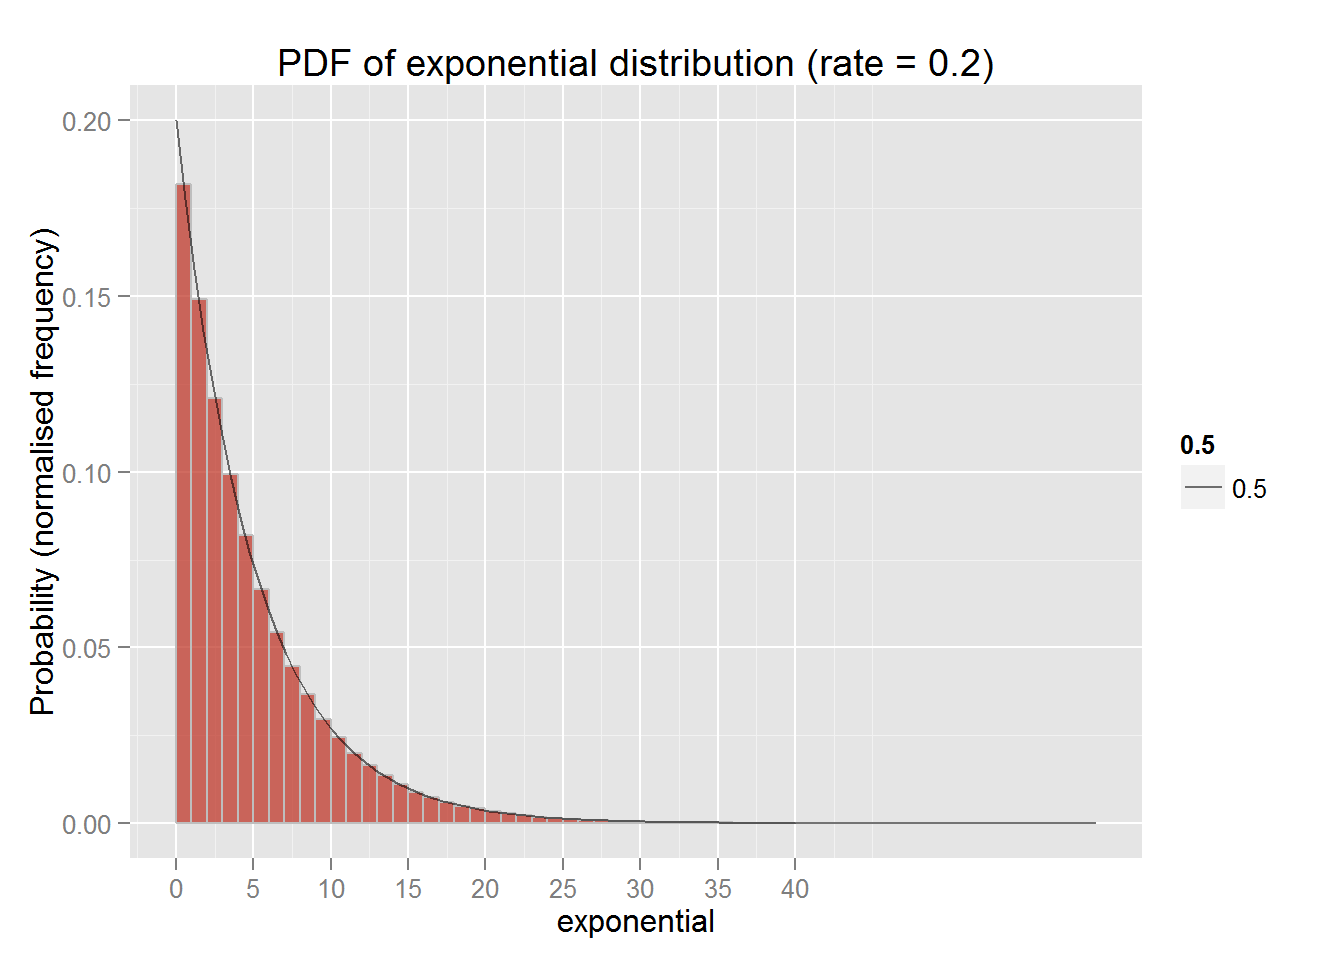 PDF of exponential distribution (rate = 0.2)
Probability (normalised frequency)
0.20
0.15
0.10
0.05
0.00
0 5 10 15 20 25 30 35 40
exponential
0.5
0.5